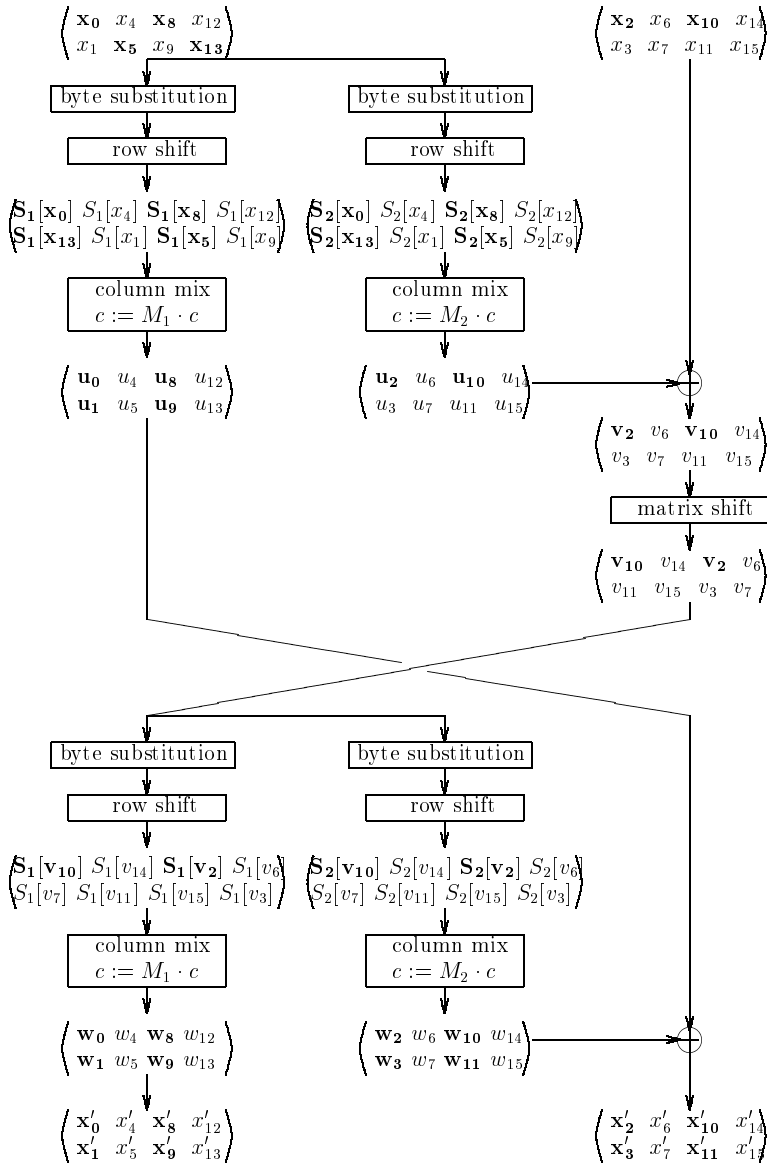 𝐱₀ x₄ 𝐱₈ x₁₂ 𝐱₂ x₆ 𝐱₁₀ x₁₄
x₁ 𝐱₅ x₉ 𝐱₁₃ x₃ x₇ x₁₁ x₁₅
byte substitution byte substitution
row shift row shift
𝐒₁[𝐱₀] S₁[x₄] 𝐒₁[𝐱₈] S₁[x₁₂] 𝐒₂[𝐱₀] S₂[x₄] 𝐒₂[𝐱₈] S₂[x₁₂]
𝐒₁[𝐱₁₃] S₁[x₁] 𝐒₁[𝐱₅] S₁[x₉] 𝐒₂[𝐱₁₃] S₂[x₁] 𝐒₂[𝐱₅] S₂[x₉]
column mix column mix
c := M₁ · c c := M₂ · c
𝐮₀ u₄ 𝐮₈ u₁₂ 𝐮₂ u₆ 𝐮₁₀ u₁₄
𝐮₁ u₅ 𝐮₉ u₁₃ u₃ u₇ u₁₁ u₁₅
𝐯₂ v₆ 𝐯₁₀ v₁₄
v₃ v₇ v₁₁ v₁₅
matrix shift
𝐯₁₀ v₁₄ 𝐯₂ v₆
v₁₁ v₁₅ v₃ v₇
byte substitution byte substitution
row shift row shift
𝐒₁[𝐯₁₀] S₁[v₁₄] 𝐒₁[𝐯₂] S₁[v₆] 𝐒₂[𝐯₁₀] S₂[v₁₄] 𝐒₂[𝐯₂] S₂[v₆]
S₁[v₇] S₁[v₁₁] S₁[v₁₅] S₁[v₃] S₂[v₇] S₂[v₁₁] S₂[v₁₅] S₂[v₃]
column mix column mix
c := M₁ · c c := M₂ · c
𝐰₀ w₄ 𝐰₈ w₁₂ 𝐰₂ w₆ 𝐰₁₀ w₁₄
𝐰₁ w₅ 𝐰₉ w₁₃ 𝐰₃ w₇ 𝐰₁₁ w₁₅
𝐱′₀ x′₄ 𝐱′₈ x′₁₂ 𝐱′₂ x′₆ 𝐱′₁₀ x′₁₄
𝐱′₁ x′₅ 𝐱′₉ x′₁₃ 𝐱′₃ x′₇ 𝐱′₁₁ x′₁₅